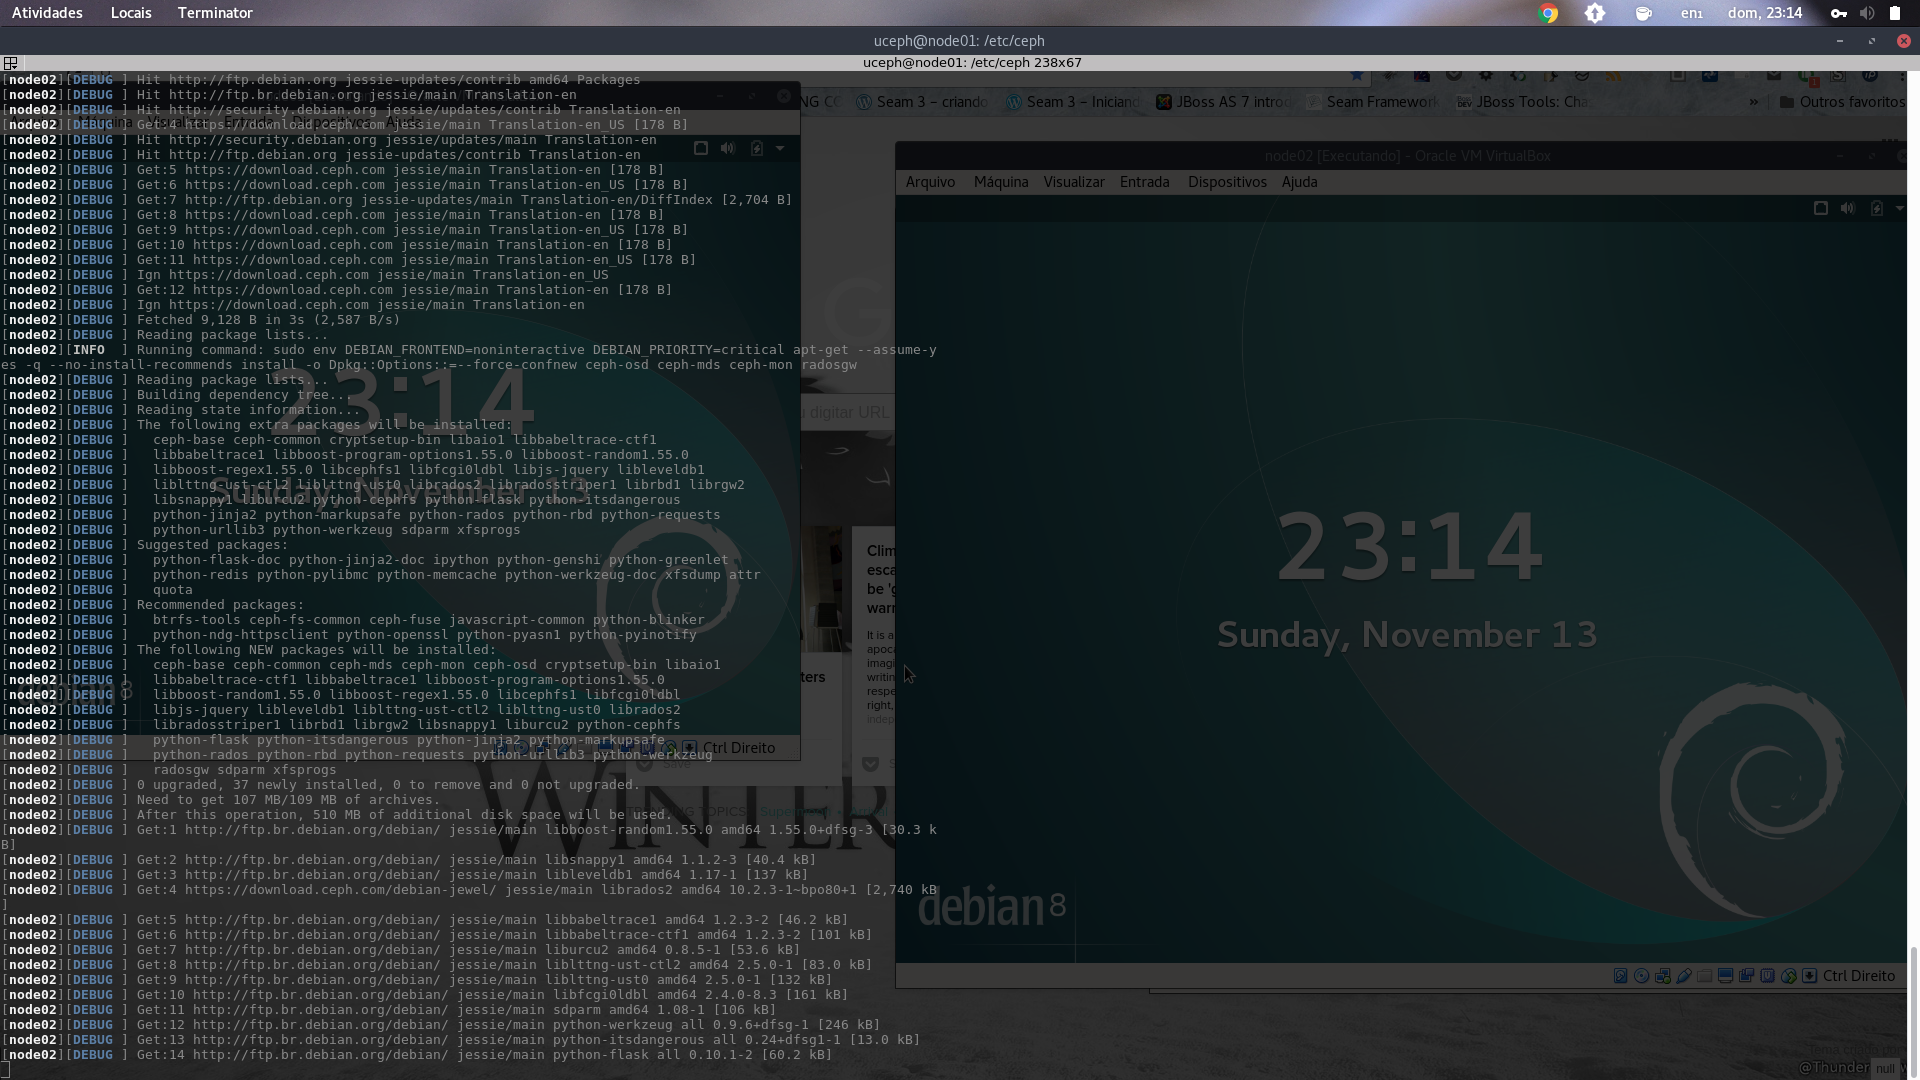 Atividades Locais Terminator en₁ dom, 23:14
uceph@node01: /etc/ceph
uceph@node01: /etc/ceph 238x67
[node02][DEBUG ] Hit http://ftp.debian.org jessie-updates/contrib amd64 Packages
[node02][DEBUG ] Hit http://ftp.br.debian.org jessie/main Translation-en
[node02][DEBUG ] Hit http://security.debian.org jessie/updates/contrib Translation-en
[node02][DEBUG ] Get:4 https://download.ceph.com jessie/main Translation-en_US [178 B]
[node02][DEBUG ] Hit http://security.debian.org jessie/updates/main Translation-en
[node02][DEBUG ] Hit http://ftp.debian.org jessie-updates/contrib Translation-en
[node02][DEBUG ] Get:5 https://download.ceph.com jessie/main Translation-en [178 B]
[node02][DEBUG ] Get:6 https://download.ceph.com jessie/main Translation-en_US [178 B]
[node02][DEBUG ] Get:7 http://ftp.debian.org jessie-updates/main Translation-en/DiffIndex [2,704 B]
[node02][DEBUG ] Get:8 https://download.ceph.com jessie/main Translation-en [178 B]
[node02][DEBUG ] Get:9 https://download.ceph.com jessie/main Translation-en_US [178 B]
[node02][DEBUG ] Get:10 https://download.ceph.com jessie/main Translation-en [178 B]
[node02][DEBUG ] Get:11 https://download.ceph.com jessie/main Translation-en_US [178 B]
[node02][DEBUG ] Ign https://download.ceph.com jessie/main Translation-en_US
[node02][DEBUG ] Get:12 https://download.ceph.com jessie/main Translation-en [178 B]
[node02][DEBUG ] Ign https://download.ceph.com jessie/main Translation-en
[node02][DEBUG ] Fetched 9,128 B in 3s (2,587 B/s)
[node02][DEBUG ] Reading package lists...
[node02][INFO  ] Running command: sudo env DEBIAN_FRONTEND=noninteractive DEBIAN_PRIORITY=critical apt-get --assume-y
es -q --no-install-recommends install -o Dpkg::Options::=--force-confnew ceph-osd ceph-mds ceph-mon radosgw
[node02][DEBUG ] Reading package lists...
[node02][DEBUG ] Building dependency tree...
[node02][DEBUG ] Reading state information...
[node02][DEBUG ] The following extra packages will be installed:
[node02][DEBUG ]   ceph-base ceph-common cryptsetup-bin libaio1 libbabeltrace-ctf1
[node02][DEBUG ]   libbabeltrace1 libboost-program-options1.55.0 libboost-random1.55.0
[node02][DEBUG ]   libboost-regex1.55.0 libcephfs1 libfcgi0ldbl libjs-jquery libleveldb1
[node02][DEBUG ]   liblttng-ust-ctl2 liblttng-ust0 librados2 libradosstriper1 librbd1 librgw2
[node02][DEBUG ]   libsnappy1 liburcu2 python-cephfs python-flask python-itsdangerous
[node02][DEBUG ]   python-jinja2 python-markupsafe python-rados python-rbd python-requests
[node02][DEBUG ]   python-urllib3 python-werkzeug sdparm xfsprogs
[node02][DEBUG ] Suggested packages:
[node02][DEBUG ]   python-flask-doc python-jinja2-doc ipython python-genshi python-greenlet
[node02][DEBUG ]   python-redis python-pylibmc python-memcache python-werkzeug-doc xfsdump attr
[node02][DEBUG ]   quota
[node02][DEBUG ] Recommended packages:
[node02][DEBUG ]   btrfs-tools ceph-fs-common ceph-fuse javascript-common python-blinker
[node02][DEBUG ]   python-ndg-httpsclient python-openssl python-pyasn1 python-pyinotify
[node02][DEBUG ] The following NEW packages will be installed:
[node02][DEBUG ]   ceph-base ceph-common ceph-mds ceph-mon ceph-osd cryptsetup-bin libaio1
[node02][DEBUG ]   libbabeltrace-ctf1 libbabeltrace1 libboost-program-options1.55.0
[node02][DEBUG ]   libboost-random1.55.0 libboost-regex1.55.0 libcephfs1 libfcgi0ldbl
[node02][DEBUG ]   libjs-jquery libleveldb1 liblttng-ust-ctl2 liblttng-ust0 librados2
[node02][DEBUG ]   libradosstriper1 librbd1 librgw2 libsnappy1 liburcu2 python-cephfs
[node02][DEBUG ]   python-flask python-itsdangerous python-jinja2 python-markupsafe
[node02][DEBUG ]   python-rados python-rbd python-requests python-urllib3 python-werkzeug
[node02][DEBUG ]   radosgw sdparm xfsprogs
[node02][DEBUG ] 0 upgraded, 37 newly installed, 0 to remove and 0 not upgraded.
[node02][DEBUG ] Need to get 107 MB/109 MB of archives.
[node02][DEBUG ] After this operation, 510 MB of additional disk space will be used.
[node02][DEBUG ] Get:1 http://ftp.br.debian.org/debian/ jessie/main libboost-random1.55.0 amd64 1.55.0+dfsg-3 [30.3 k
B]
[node02][DEBUG ] Get:2 http://ftp.br.debian.org/debian/ jessie/main libsnappy1 amd64 1.1.2-3 [40.4 kB]
[node02][DEBUG ] Get:3 http://ftp.br.debian.org/debian/ jessie/main libleveldb1 amd64 1.17-1 [137 kB]
[node02][DEBUG ] Get:4 https://download.ceph.com/debian-jewel/ jessie/main librados2 amd64 10.2.3-1~bpo80+1 [2,740 kB
]
[node02][DEBUG ] Get:5 http://ftp.br.debian.org/debian/ jessie/main libbabeltrace1 amd64 1.2.3-2 [46.2 kB]
[node02][DEBUG ] Get:6 http://ftp.br.debian.org/debian/ jessie/main libbabeltrace-ctf1 amd64 1.2.3-2 [101 kB]
[node02][DEBUG ] Get:7 http://ftp.br.debian.org/debian/ jessie/main liburcu2 amd64 0.8.5-1 [53.6 kB]
[node02][DEBUG ] Get:8 http://ftp.br.debian.org/debian/ jessie/main liblttng-ust-ctl2 amd64 2.5.0-1 [83.0 kB]
[node02][DEBUG ] Get:9 http://ftp.br.debian.org/debian/ jessie/main liblttng-ust0 amd64 2.5.0-1 [132 kB]
[node02][DEBUG ] Get:10 http://ftp.br.debian.org/debian/ jessie/main libfcgi0ldbl amd64 2.4.0-8.3 [161 kB]
[node02][DEBUG ] Get:11 http://ftp.br.debian.org/debian/ jessie/main sdparm amd64 1.08-1 [106 kB]
[node02][DEBUG ] Get:12 http://ftp.br.debian.org/debian/ jessie/main python-werkzeug all 0.9.6+dfsg-1 [246 kB]
[node02][DEBUG ] Get:13 http://ftp.br.debian.org/debian/ jessie/main python-itsdangerous all 0.24+dfsg1-1 [13.0 kB]
[node02][DEBUG ] Get:14 http://ftp.br.debian.org/debian/ jessie/main python-flask all 0.10.1-2 [60.2 kB]
Máquina Visualizar Entrada Dispositivos Ajuda
23:14
Sunday, November 13
debian 8
Ctrl Direito
NG CC Seam 3 – criando Seam 3 – Iniciand JBoss AS 7 introd Seam Framework JBoss Tools: Cha » Outros favoritos
u digitar URL
Clim
esca
be 'g
warn
It is a
apoca
imagi
writin
respe
right,
indep
ters
Save
TRENDING TOPICS Supermoon
WINTER
node02 [Executando] - Oracle VM VirtualBox
Arquivo Máquina Visualizar Entrada Dispositivos Ajuda
23:14
Sunday, November 13
debian 8
Ctrl Direito
@Thunder
null